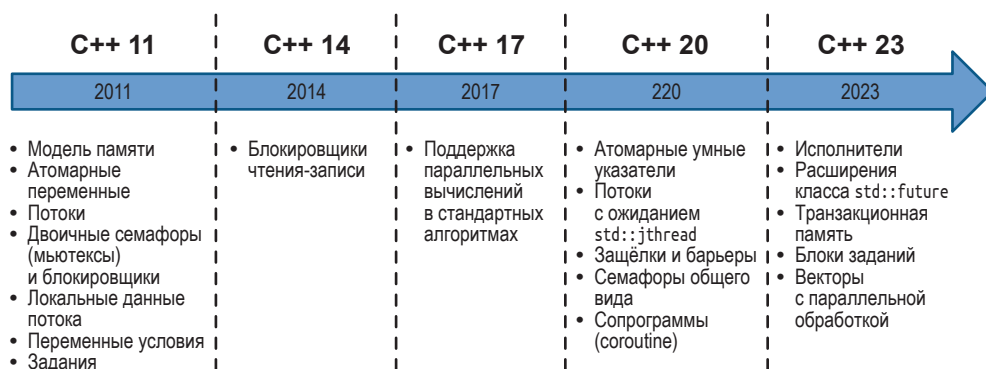 C++ 11
C++ 14
C++ 17
C++ 20
C++ 23
2011
2014
2017
220
2023
• Модель памяти
• Атомарные
переменные
• Потоки
• Двоичные семафоры
(мьютексы)
и блокировщики
• Локальные данные
потока
• Переменные условия
• Задания
• Блокировщики
чтения-записи
• Поддержка
параллельных
вычислений
в стандартных
алгоритмах
• Атомарные умные
указатели
• Потоки
с ожиданием
std::jthread
• Защёлки и барьеры
• Семафоры общего
вида
• Сопрограммы
(coroutine)
• Исполнители
• Расширения
класса std::future
• Транзакционная
память
• Блоки заданий
• Векторы
с параллельной
обработкой